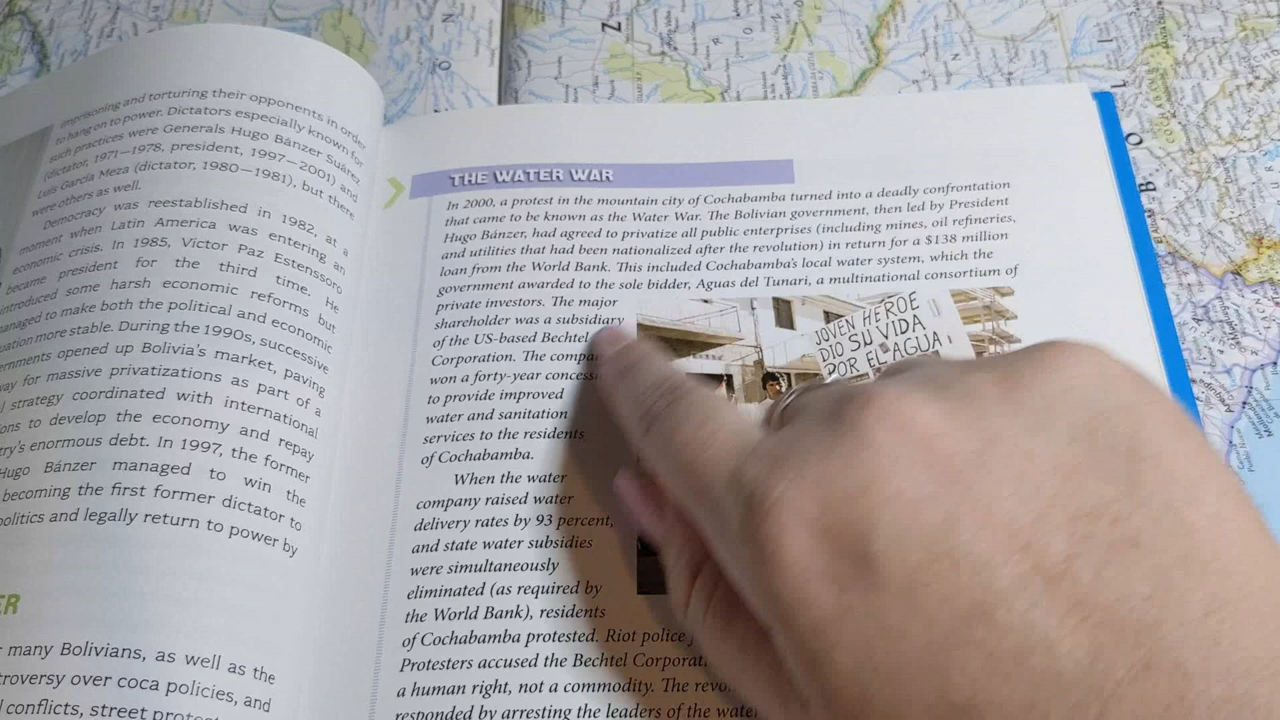 imprisoning and torturing their opponents in order
to hang on to power. Dictators especially known for
such practices were Generals Hugo Bánzer Suárez
(dictator, 1971–1978, president, 1997–2001) and
Luis García Meza (dictator, 1980–1981), but there
were others as well.
Democracy was reestablished in 1982, at a
moment when Latin America was entering an
economic crisis. In 1985, Víctor Paz Estenssoro
became president for the third time. He
introduced some harsh economic reforms but
managed to make both the political and economic
situation more stable. During the 1990s, successive
opened up Bolivia's market, paving
for massive privatizations as part of a
strategy coordinated with international
to develop the economy and repay
enormous debt. In 1997, the former
Hugo Bánzer managed to win the
becoming the first former dictator to
politics and legally return to power by
many Bolivians, as well as the
over coca policies, and
conflicts, street
THE WATER WAR
In 2000, a protest in the mountain city of Cochabamba turned into a deadly confrontation
that came to be known as the Water War. The Bolivian government, then led by President
Hugo Bánzer, had agreed to privatize all public enterprises (including mines, oil refineries,
and utilities that had been nationalized after the revolution) in return for a $138 million
loan from the World Bank. This included Cochabamba's local water system, which the
government awarded to the sole bidder, Aguas del Tunari, a multinational consortium of
private investors. The major
shareholder was a subsidiary
of the US-based Bechtel
Corporation. The
won a forty-year
to provide improved
water and sanitation
services to the residents
of Cochabamba.
When the water
company raised water
delivery rates by 93 percent,
and state water subsidies
were simultaneously
eliminated (as required by
the World Bank), residents
of Cochabamba protested. Riot police
Protesters accused the Bechtel
a human right, not a commodity. The
responded by arresting the leaders of the
JOVEN HEROE
DIO SU VIDA
POR EL AGUA